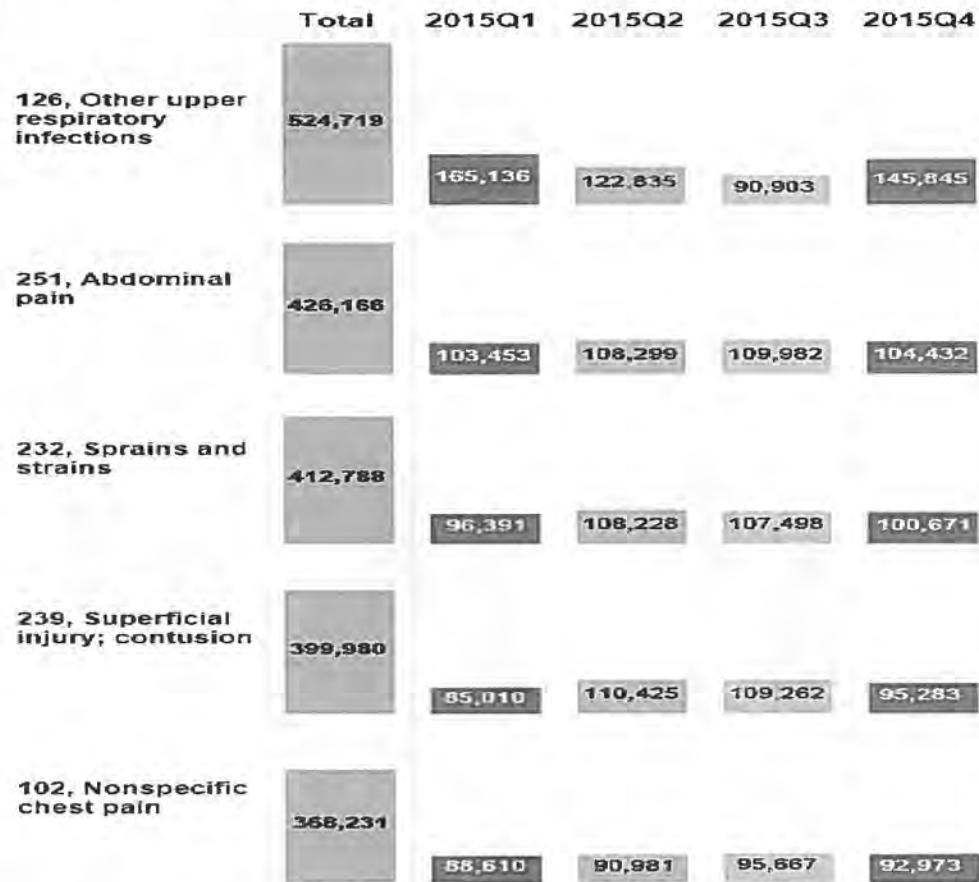 Total 2015Q1 2015Q2 2015Q3 2015Q4
126, Other upper
respiratory
infections
524,719
165,136 122,835 90,903 145,845
251, Abdominal
pain
426,166
103,453 108,299 109,982 104,432
232, Sprains and
strains
412,788
96,391 108,228 107,498 100,671
239, Superficial
injury; contusion
399,980
85,010 110,425 109,262 95,283
102, Nonspecific
chest pain
368,231
88,610 90,981 95,667 92,973